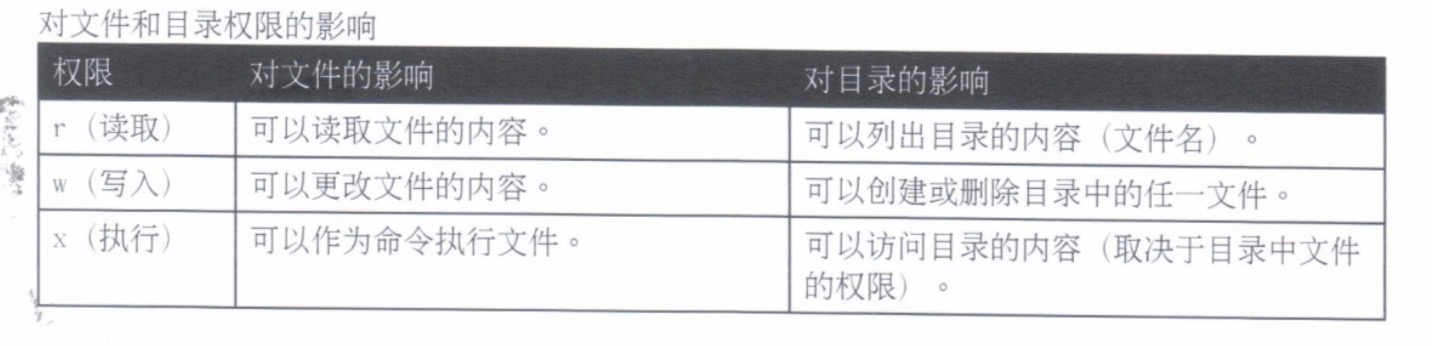 对文件和目录权限的影响
权限 对文件的影响 对目录的影响
r（读取） 可以读取文件的内容。 可以列出目录的内容（文件名）。
w（写入） 可以更改文件的内容。 可以创建或删除目录中的任一文件。
x（执行） 可以作为命令执行文件。 可以访问目录的内容（取决于目录中文件
的权限）。